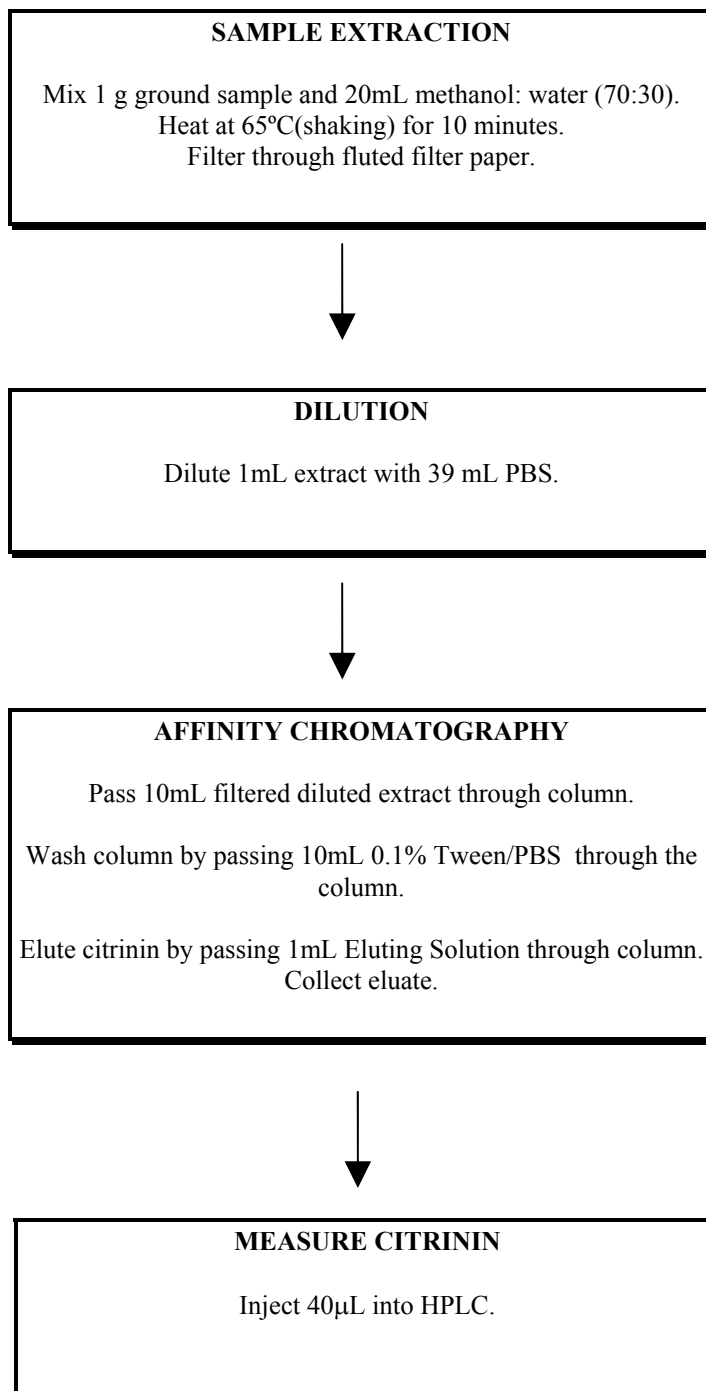 SAMPLE EXTRACTION
Mix 1 g ground sample and 20mL methanol: water (70:30).
Heat at 65ºC(shaking) for 10 minutes.
Filter through fluted filter paper.
DILUTION
Dilute 1mL extract with 39 mL PBS.
AFFINITY CHROMATOGRAPHY
Pass 10mL filtered diluted extract through column.
Wash column by passing 10mL 0.1% Tween/PBS through the
column.
Elute citrinin by passing 1mL Eluting Solution through column.
Collect eluate.
MEASURE CITRININ
Inject 40μL into HPLC.